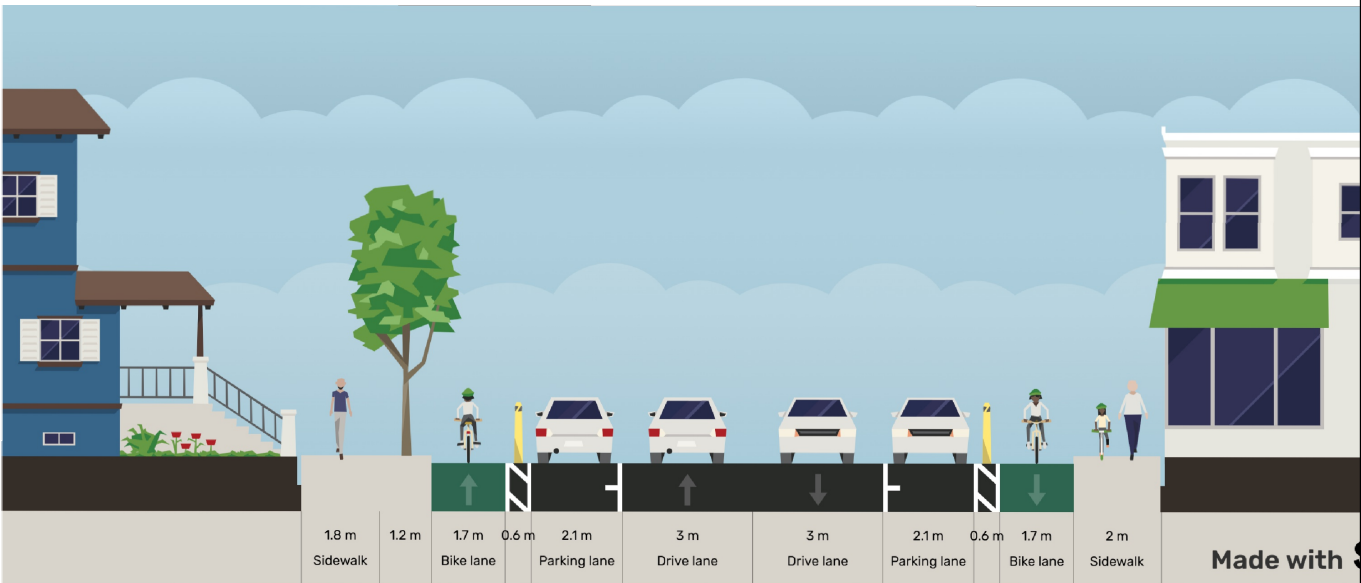 1.8 m
Sidewalk
1.2 m
1.7 m
Bike lane
0.6 m
2.1 m
Parking lane
3 m
Drive lane
3 m
Drive lane
2.1 m
Parking lane
0.6 m
1.7 m
Bike lane
2 m
Sidewalk
Made with